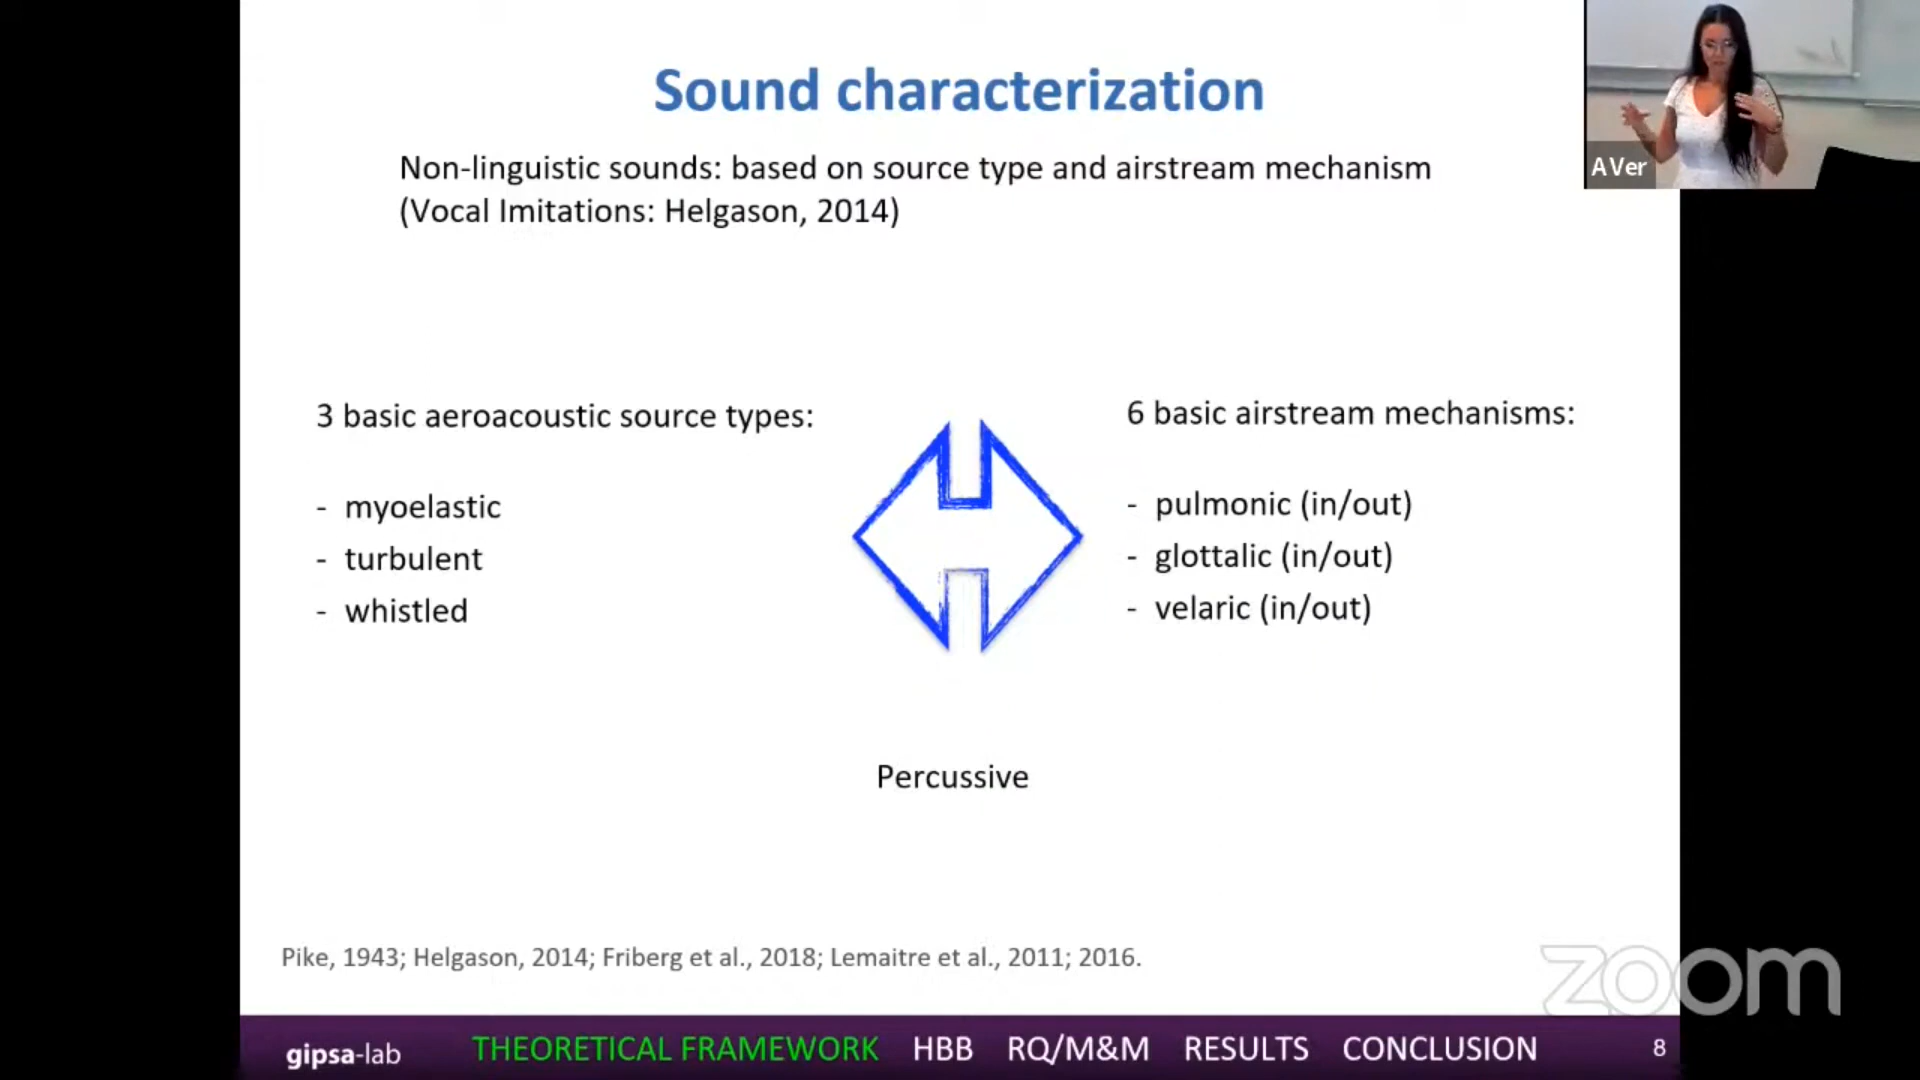 Sound characterization
A Ver
Non-linguistic sounds: based on source type and airstream mechanism
(Vocal Imitations: Helgason, 2014)
3 basic aeroacoustic source types:
- myoelastic
- turbulent
- whistled
6 basic airstream mechanisms:
- pulmonic (in/out)
- glottalic (in/out)
- velaric (in/out)
Percussive
Pike, 1943; Helgason, 2014; Friberg et al., 2018; Lemaitre et al., 2011; 2016.
zoom
gipsa-lab THEORETICAL FRAMEWORK HBB RQ/M&M RESULTS CONCLUSION 8